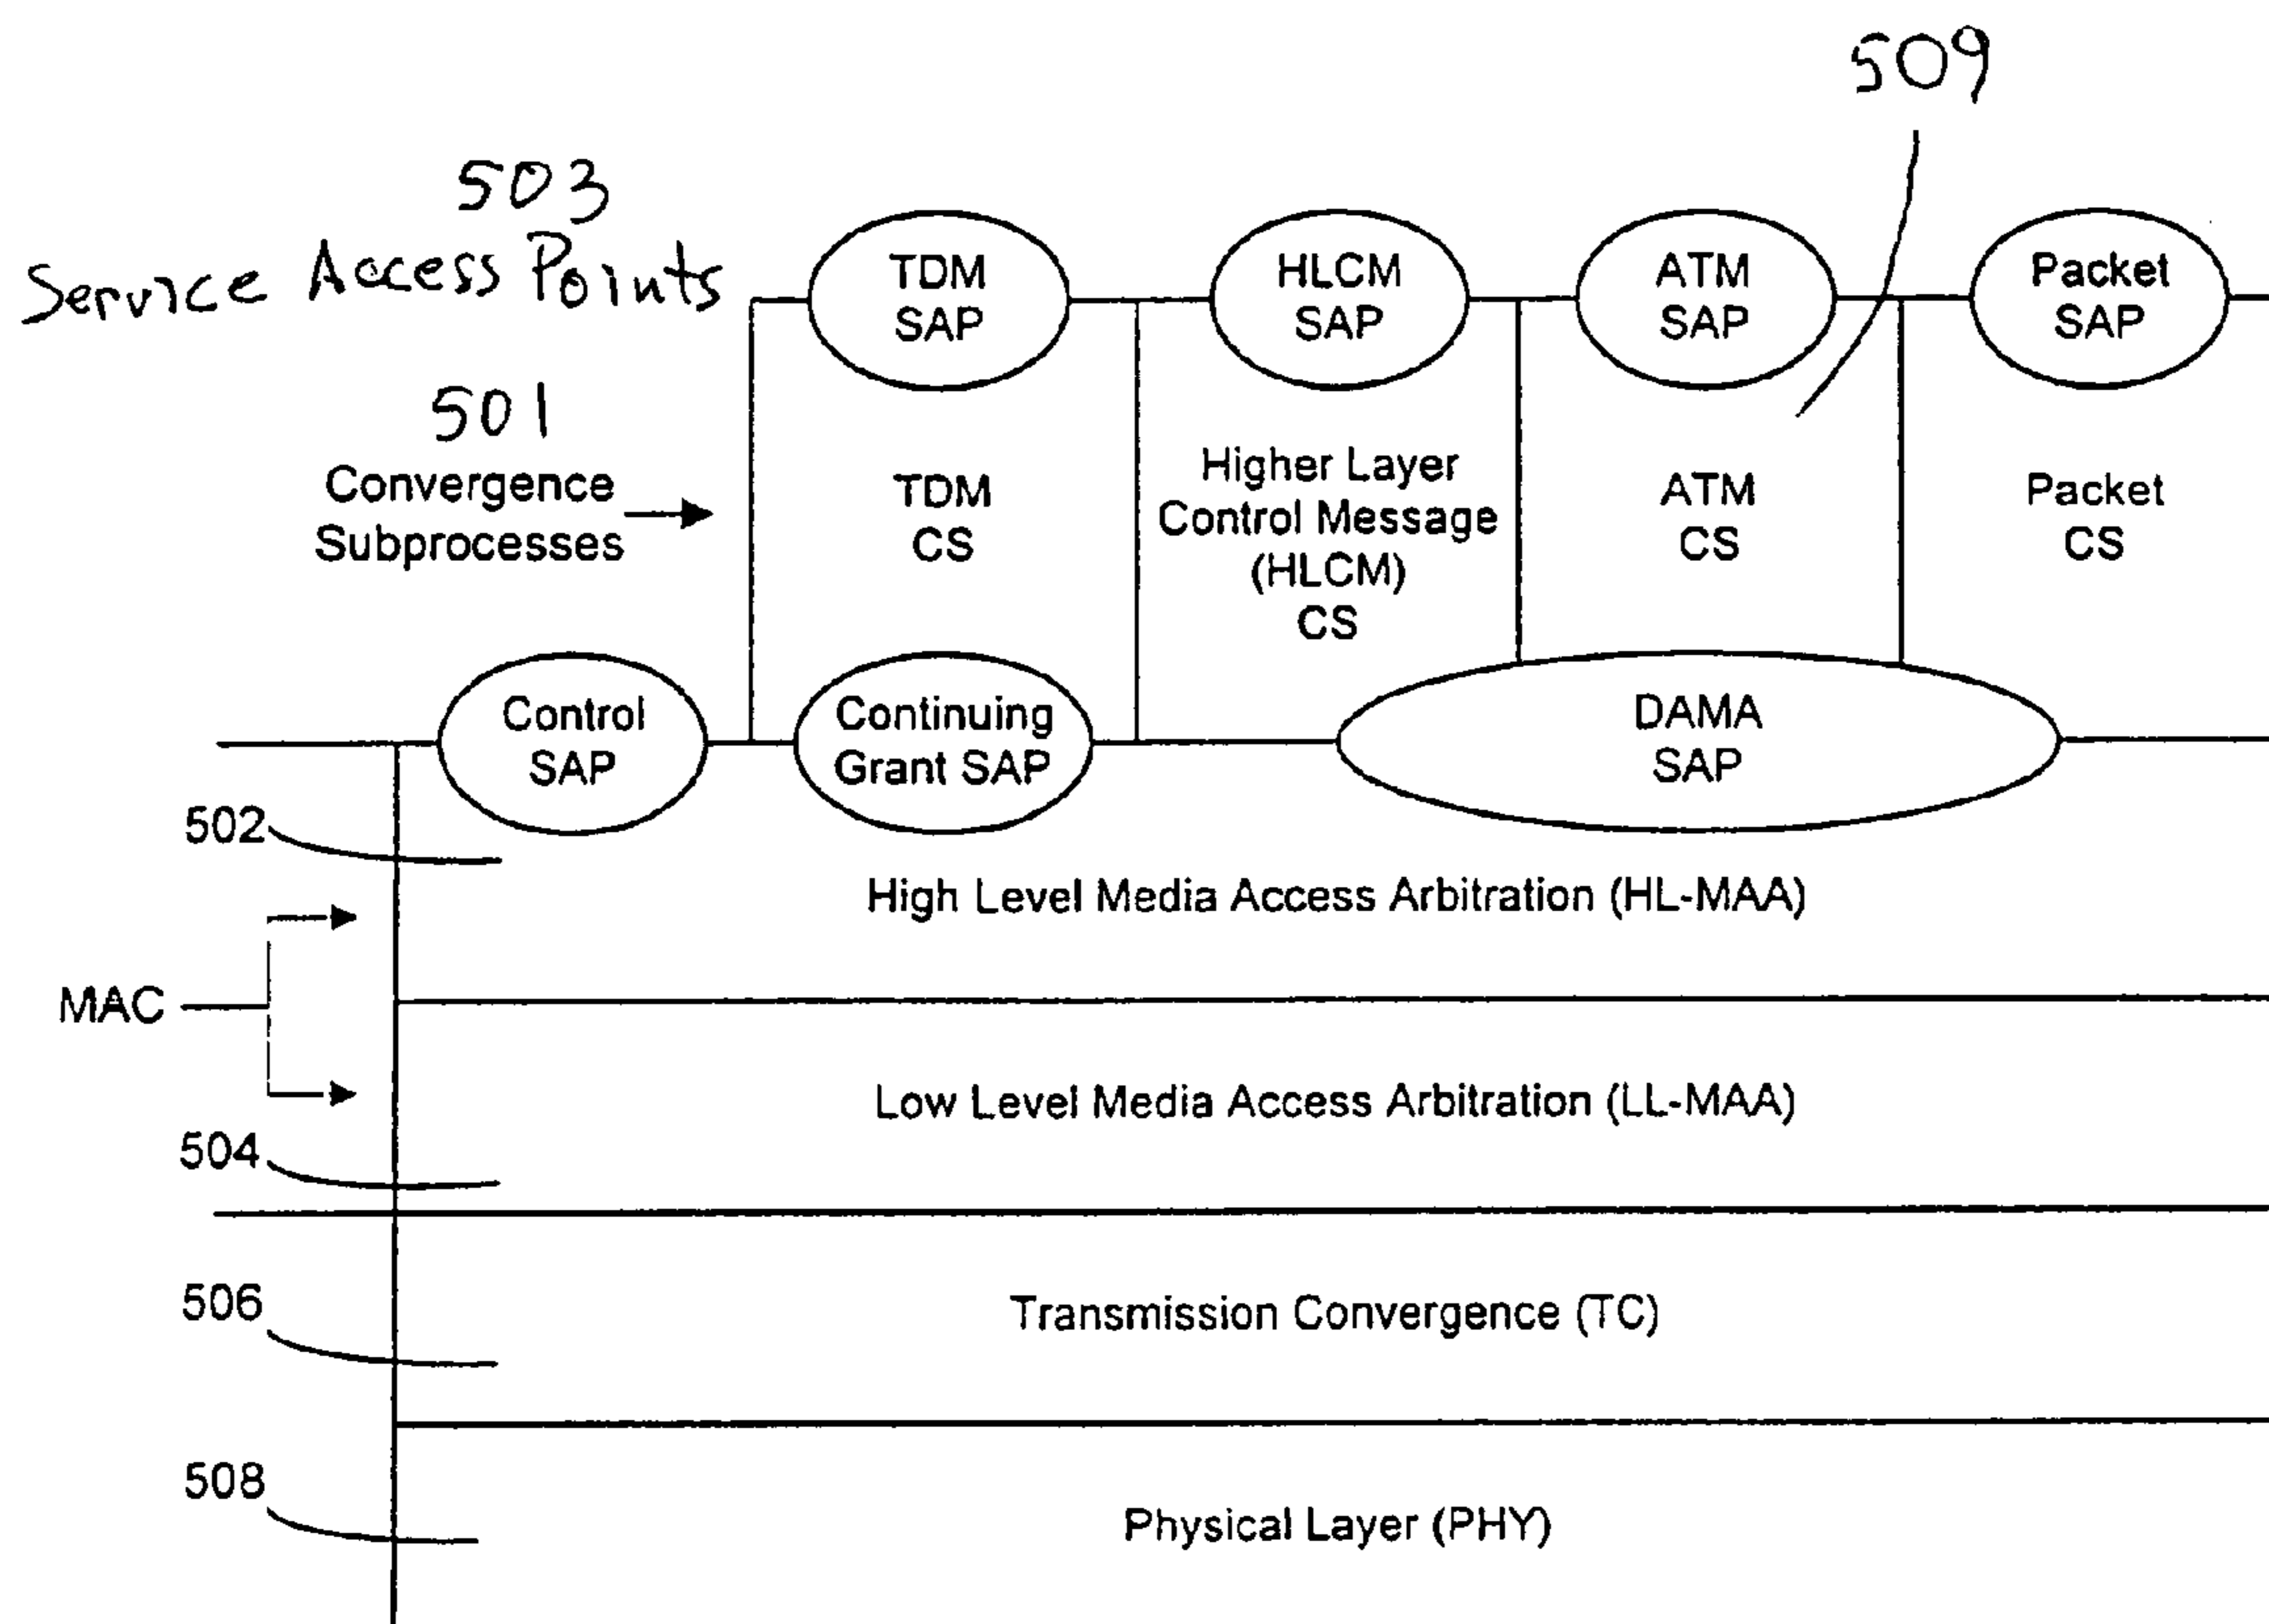 509
503
Service Access Points
TDM
SAP
HLCM
SAP
ATM
SAP
Packet
SAP
501
Convergence
Subprocesses
TDM
CS
Higher Layer
Control Message
(HLCM)
CS
ATM
CS
Packet
CS
Control
SAP
Continuing
Grant SAP
DAMA
SAP
502
High Level Media Access Arbitration (HL-MAA)
MAC
Low Level Media Access Arbitration (LL-MAA)
504
506
Transmission Convergence (TC)
508
Physical Layer (PHY)